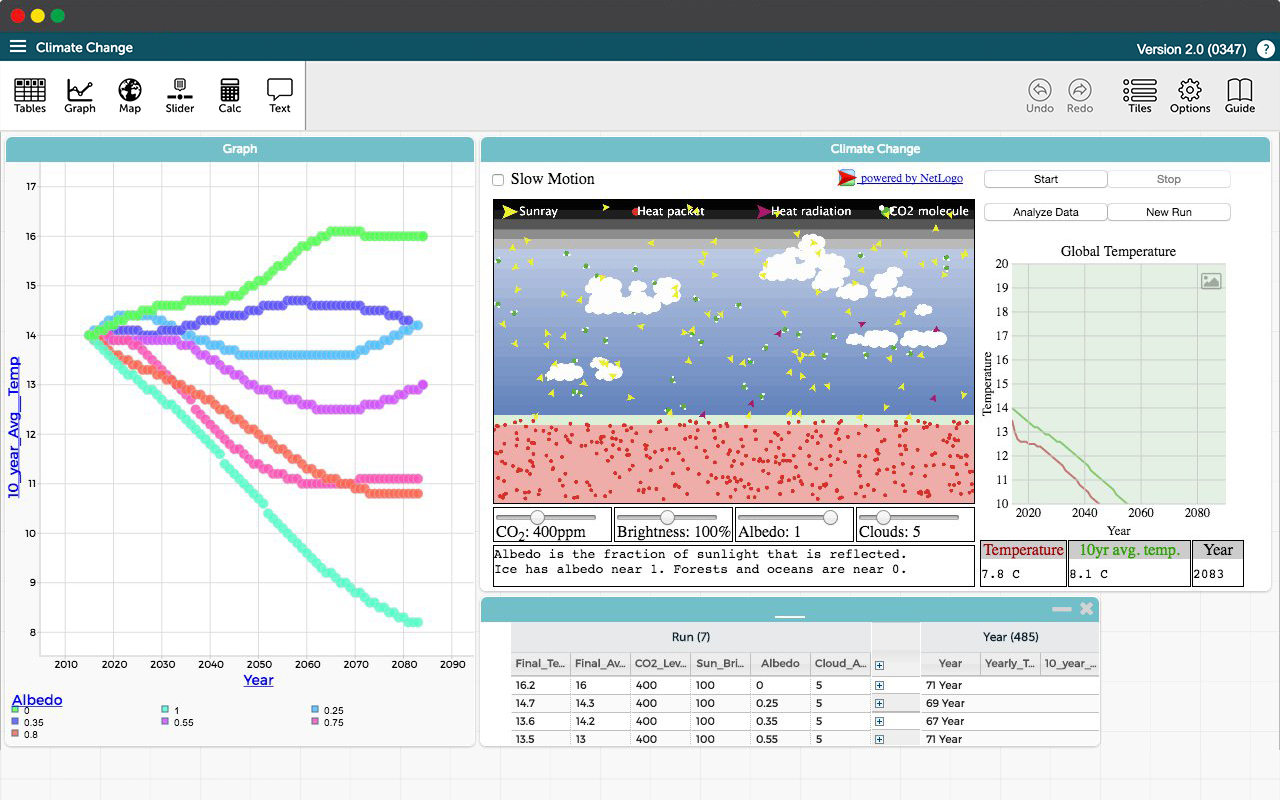 Climate Change
Version 2.0 (0347) ?
Tables Graph Map Slider Calc Text
Undo Redo Tiles Options Guide
Graph
17
16
15
14
13
12
11
10
9
8
10_year_Avg__Temp
2010 2020 2030 2040 2050 2060 2070 2080 2090
Year
Albedo
0 1 0.25
0.35 0.55 0.75
0.8
Climate Change
Slow Motion
powered by NetLogo
Start Stop
Analyze Data New Run
Sunray Heat packet Heat radiation CO2 molecule
Global Temperature
20
19
18
17
16
15
14
13
12
11
10
Temperature
2020 2040 2060 2080
Year
CO2: 400ppm Brightness: 100% Albedo: 1 Clouds: 5
Albedo is the fraction of sunlight that is reflected.
Ice has albedo near 1. Forests and oceans are near 0.
Temperature 10yr avg. temp. Year
7.8 C 8.1 C 2083
Run (7) Year (485)
Final_Te... Final_Av... CO2_Lev... Sun_Bri... Albedo Cloud_A... Year Yearly_T... 10_year_...
16.2 16 400 100 0 5 71 Year
14.7 14.3 400 100 0.25 5 69 Year
13.6 14.2 400 100 0.35 5 67 Year
13.5 13 400 100 0.55 5 71 Year